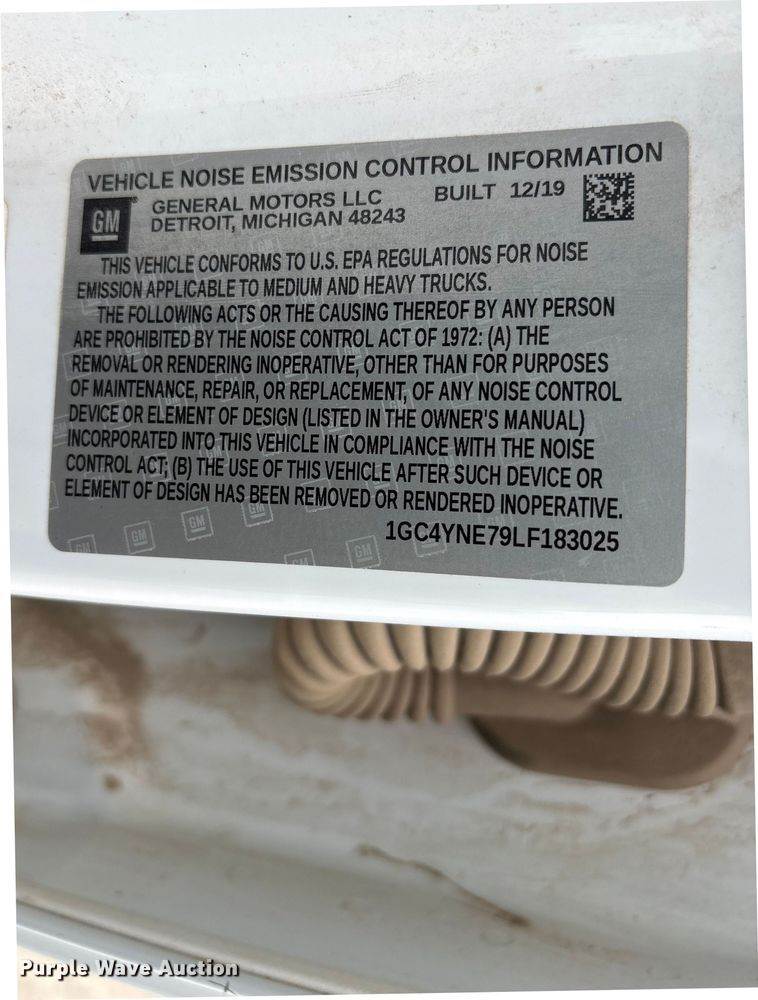 VEHICLE NOISE EMISSION CONTROL INFORMATION
GM
GENERAL MOTORS LLC BUILT 12/19
DETROIT, MICHIGAN 48243
THIS VEHICLE CONFORMS TO U.S. EPA REGULATIONS FOR NOISE
EMISSION APPLICABLE TO MEDIUM AND HEAVY TRUCKS.
THE FOLLOWING ACTS OR THE CAUSING THEREOF BY ANY PERSON
ARE PROHIBITED BY THE NOISE CONTROL ACT OF 1972: (A) THE
REMOVAL OR RENDERING INOPERATIVE, OTHER THAN FOR PURPOSES
OF MAINTENANCE, REPAIR, OR REPLACEMENT, OF ANY NOISE CONTROL
DEVICE OR ELEMENT OF DESIGN (LISTED IN THE OWNER'S MANUAL)
INCORPORATED INTO THIS VEHICLE IN COMPLIANCE WITH THE NOISE
CONTROL ACT; (B) THE USE OF THIS VEHICLE AFTER SUCH DEVICE OR
ELEMENT OF DESIGN HAS BEEN REMOVED OR RENDERED INOPERATIVE.
1GC4YNE79LF183025
Purple Wave Auction